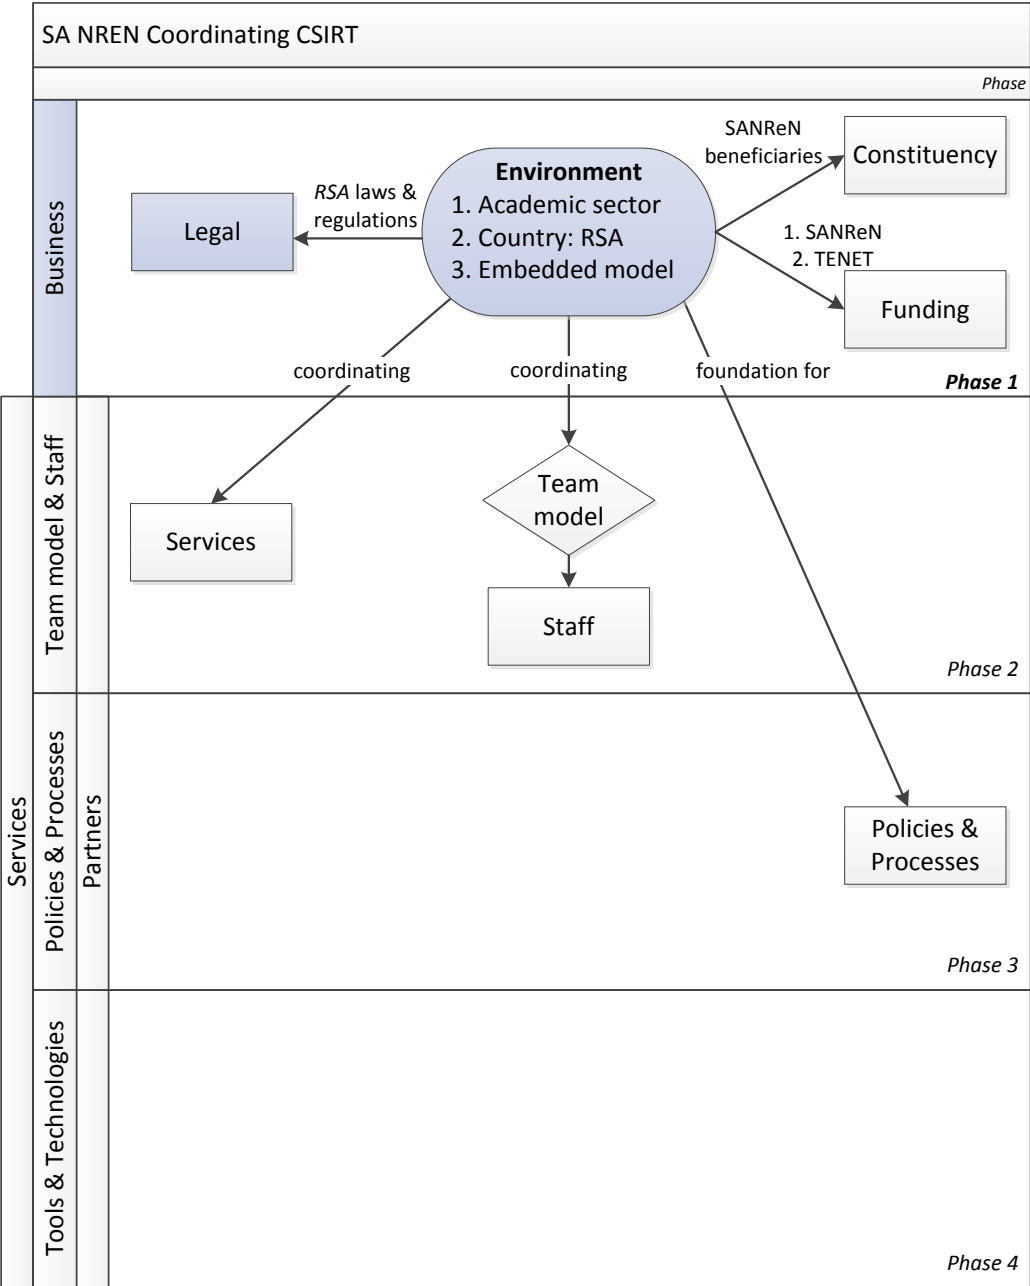 SA NREN Coordinating CSIRT
Phase
Business
SANReN
beneficiaries
Constituency
Environment
1. Academic sector
2. Country: RSA
3. Embedded model
RSA laws &
regulations
Legal
1. SANReN
2. TENET
Funding
coordinating
coordinating
foundation for
Phase 1
Services
Team model & Staff
Partners
Team
model
Services
Staff
Phase 2
Policies & Processes
Policies &
Processes
Phase 3
Tools & Technologies
Phase 4